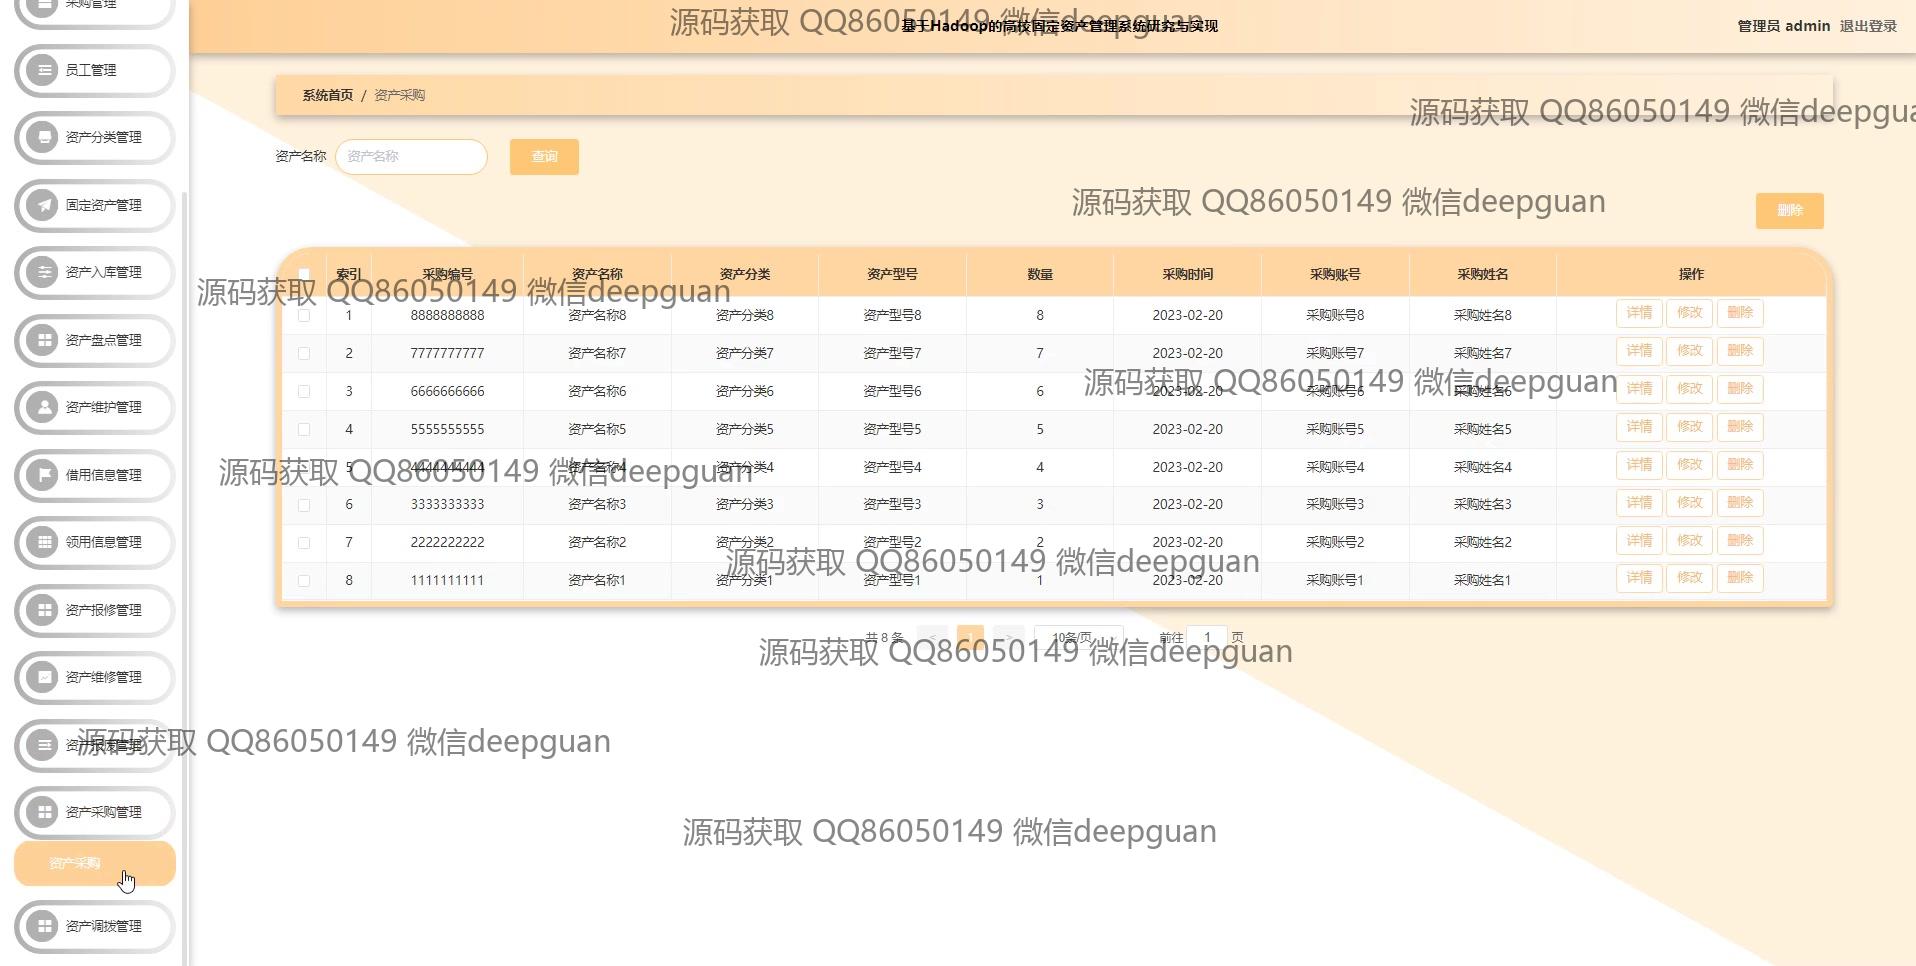 采购管理
员工管理
资产分类管理
固定资产管理
资产入库管理
资产盘点管理
资产维护管理
借用信息管理
领用信息管理
资产报修管理
资产维修管理
资产报废管理
资产采购管理
资产采购
资产调拨管理
基于Hadoop的高校固定资产管理系统研究与实现
管理员 admin 退出登录
源码获取 QQ86050149 微信deepguan
系统首页 / 资产采购
源码获取 QQ86050149 微信deepgua
资产名称 资产名称 查询
源码获取 QQ86050149 微信deepguan
删除
索引 采购编号 资产名称 资产分类 资产型号 数量 采购时间 采购账号 采购姓名 操作
源码获取 QQ86050149 微信deepguan
1 8888888888 资产名称8 资产分类8 资产型号8 8 2023-02-20 采购账号8 采购姓名8 详情 修改 删除
2 7777777777 资产名称7 资产分类7 资产型号7 7 2023-02-20 采购账号7 采购姓名7 详情 修改 删除
3 6666666666 资产名称6 资产分类6 资产型号6 6 2023-02-20 采购账号6 采购姓名6 详情 修改 删除
源码获取 QQ86050149 微信deepguan
4 5555555555 资产名称5 资产分类5 资产型号5 5 2023-02-20 采购账号5 采购姓名5 详情 修改 删除
5 4444444444 资产名称4 资产分类4 资产型号4 4 2023-02-20 采购账号4 采购姓名4 详情 修改 删除
源码获取 QQ86050149 微信deepguan
6 3333333333 资产名称3 资产分类3 资产型号3 3 2023-02-20 采购账号3 采购姓名3 详情 修改 删除
7 2222222222 资产名称2 资产分类2 资产型号2 2 2023-02-20 采购账号2 采购姓名2 详情 修改 删除
源码获取 QQ86050149 微信deepguan
8 1111111111 资产名称1 资产分类1 资产型号1 1 2023-02-20 采购账号1 采购姓名1 详情 修改 删除
共 8 条 < 1 > 10条/页 前往 1 页
源码获取 QQ86050149 微信deepguan
源码获取 QQ86050149 微信deepguan
源码获取 QQ86050149 微信deepguan